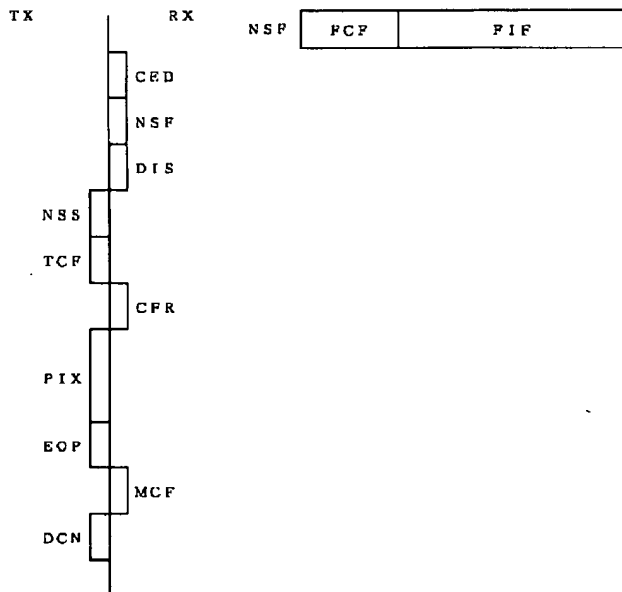 TX RX
NSF FCF FIF
CED
NSF
DIS
NSS
TCF
CFR
PIX
EOP
MCF
DCN